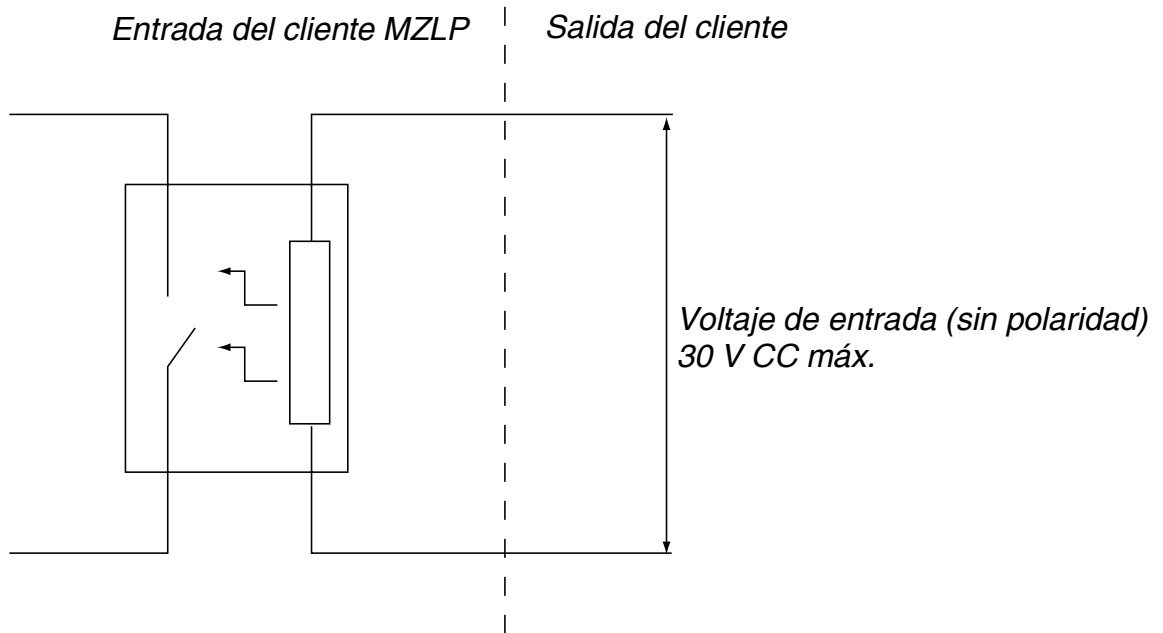 Entrada del cliente MZLP
Salida del cliente
Voltaje de entrada (sin polaridad)
30 V CC máx.